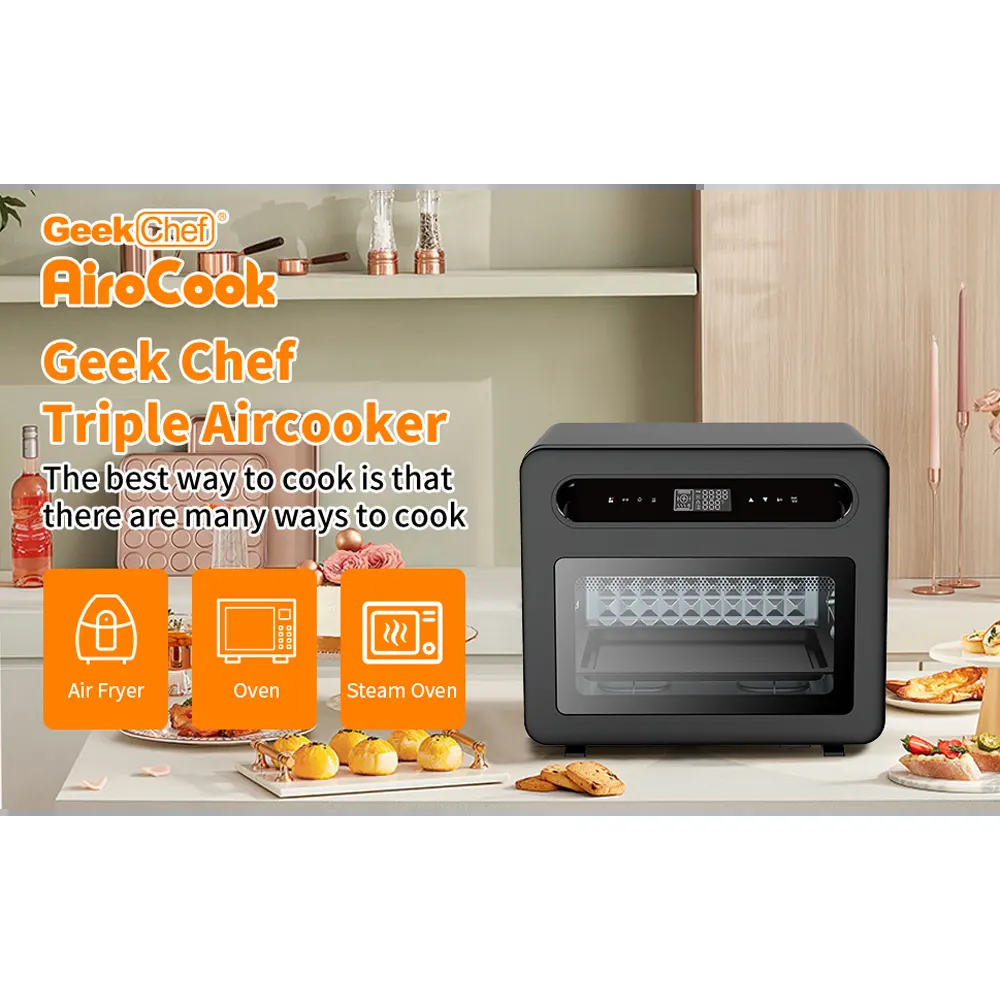 Geek Chef®
AiroCook
Geek Chef
Triple Aircooker
The best way to cook is that
there are many ways to cook
Air Fryer
Oven
Steam Oven